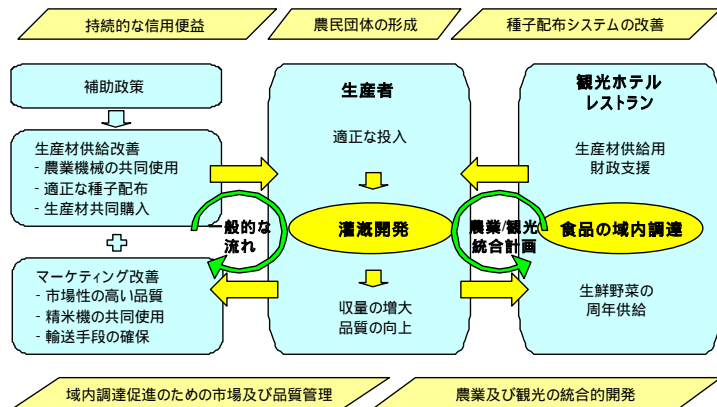 持続的な信用便益
農民団体の形成
種子配布システムの改善
補助政策
生産材供給改善
- 農業機械の共同使用
- 適正な種子配布
- 生産材共同購入
マーケティング改善
- 市場性の高い品質
- 精米機の共同使用
- 輸送手段の確保
一般的な
流れ
生産者
適正な投入
灌漑開発
収量の増大
品質の向上
農業/観光
統合計画
観光ホテル
レストラン
生産材供給用
財政支援
食品の域内調達
生鮮野菜の
周年供給
域内調達促進のための市場及び品質管理
農業及び観光の統合的開発